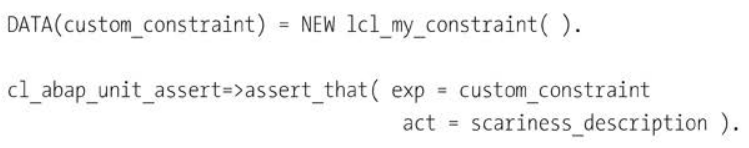 DATA(custom_constraint) = NEW lcl_my_constraint( ).
cl_abap_unit_assert=>assert_that( exp = custom_constraint
act = scariness_description ).